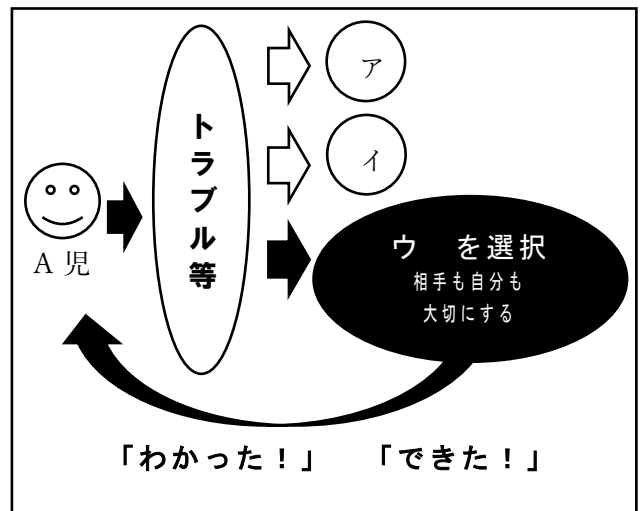 ア
イ
トラブル等
A 児
ウ を選択
相手も自分も
大切にする
「わかった！」 「できた！」